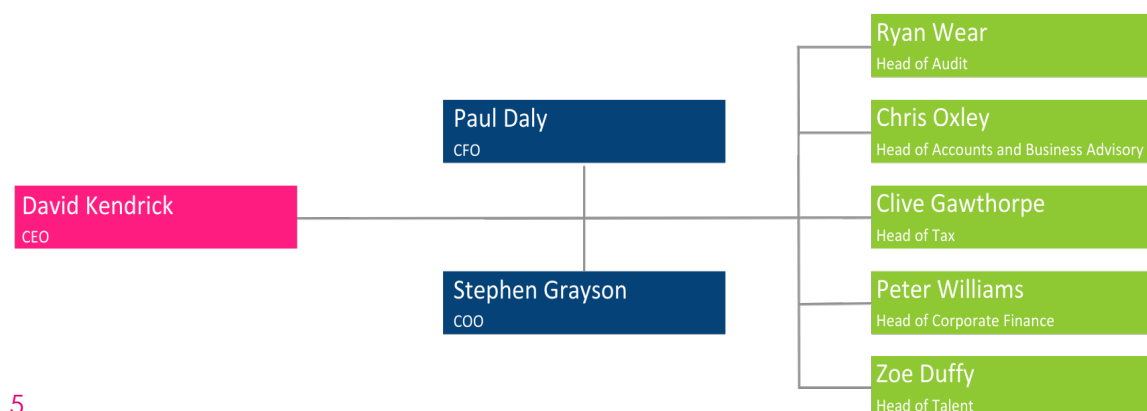 Ryan Wear
Head of Audit
Paul Daly
CFO
Chris Oxley
Head of Accounts and Business Advisory
David Kendrick
CEO
Clive Gawthorpe
Head of Tax
Stephen Grayson
COO
Peter Williams
Head of Corporate Finance
Zoe Duffy
Head of Talent
5